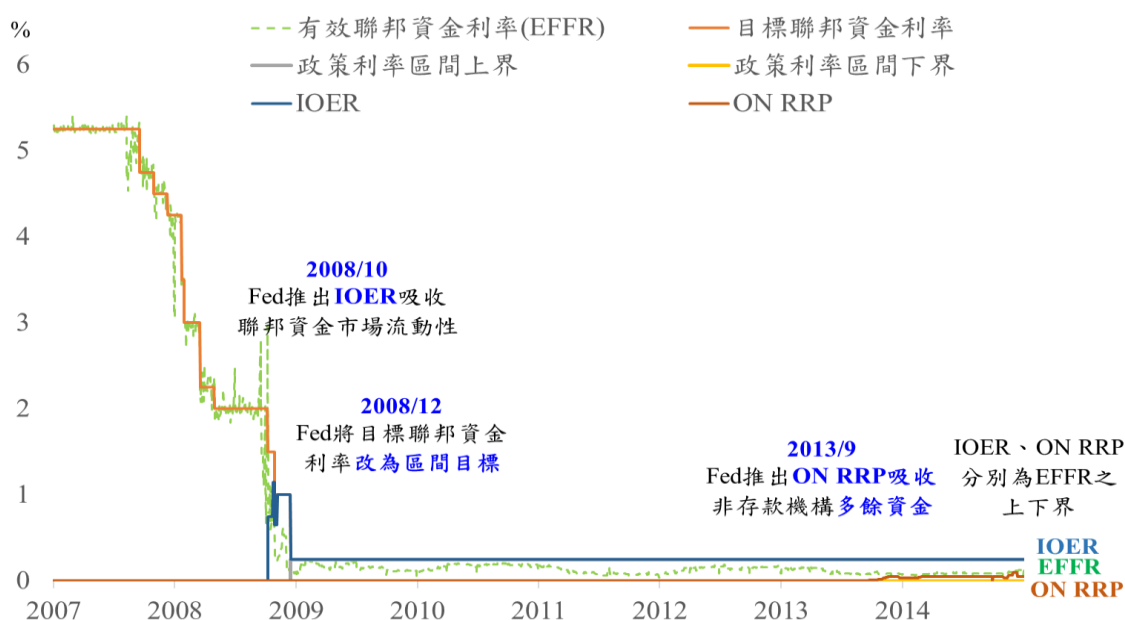 %
有效聯邦資金利率(EFFR)
目標聯邦資金利率
政策利率區間上界
政策利率區間下界
IOER
ON RRP
6
5
4
3
2
1
0
2008/10
Fed推出IOER吸收
聯邦資金市場流動性
2008/12
Fed將目標聯邦資金
利率改為區間目標
2013/9
Fed推出ON RRP吸收
非存款機構多餘資金
IOER、ON RRP
分別為EFFR之
上下界
IOER
EFFR
ON RRP
2007
2008
2009
2010
2011
2012
2013
2014